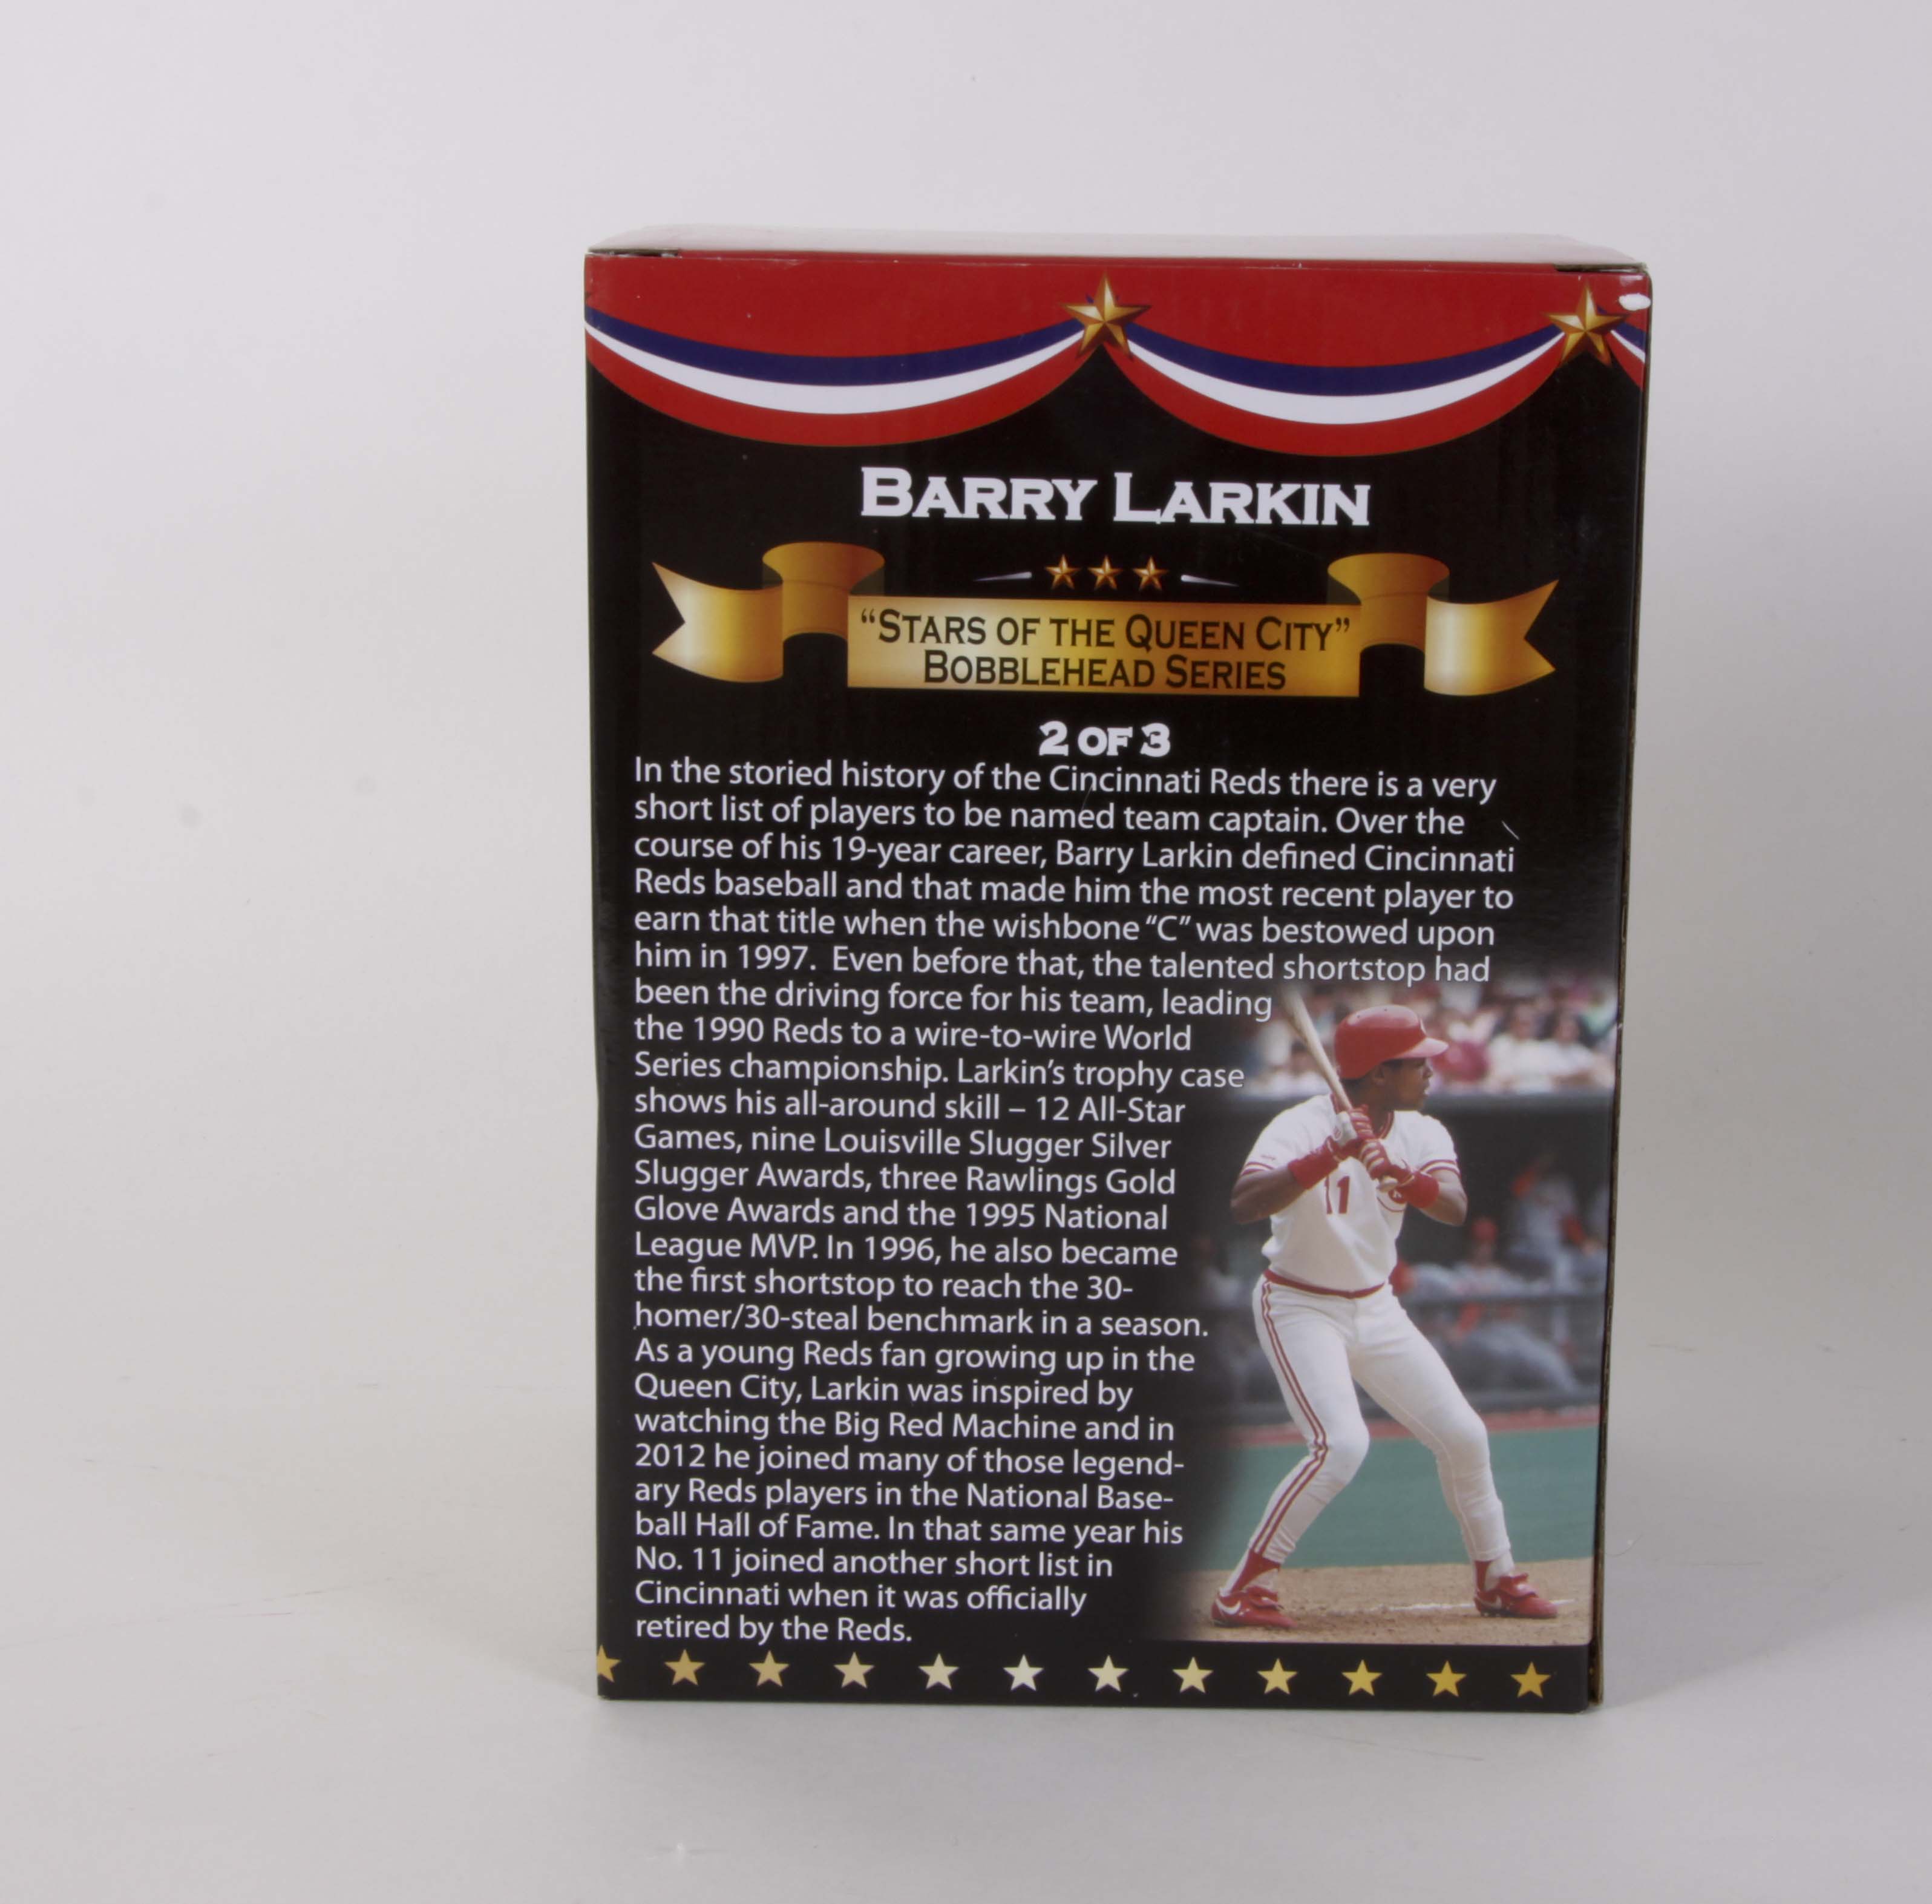 BARRY LARKIN
“STARS OF THE QUEEN CITY”
BOBBLEHEAD SERIES
2 OF 3
In the storied history of the Cincinnati Reds there is a very
short list of players to be named team captain. Over the
course of his 19-year career, Barry Larkin defined Cincinnati
Reds baseball and that made him the most recent player to
earn that title when the wishbone “C” was bestowed upon
him in 1997. Even before that, the talented shortstop had
been the driving force for his team, leading
the 1990 Reds to a wire-to-wire World
Series championship. Larkin’s trophy case
shows his all-around skill – 12 All-Star
Games, nine Louisville Slugger Silver
Slugger Awards, three Rawlings Gold
Glove Awards and the 1995 National
League MVP. In 1996, he also became
the first shortstop to reach the 30-
homer/30-steal benchmark in a season.
As a young Reds fan growing up in the
Queen City, Larkin was inspired by
watching the Big Red Machine and in
2012 he joined many of those legend-
ary Reds players in the National Base-
ball Hall of Fame. In that same year his
No. 11 joined another short list in
Cincinnati when it was officially
retired by the Reds.
11